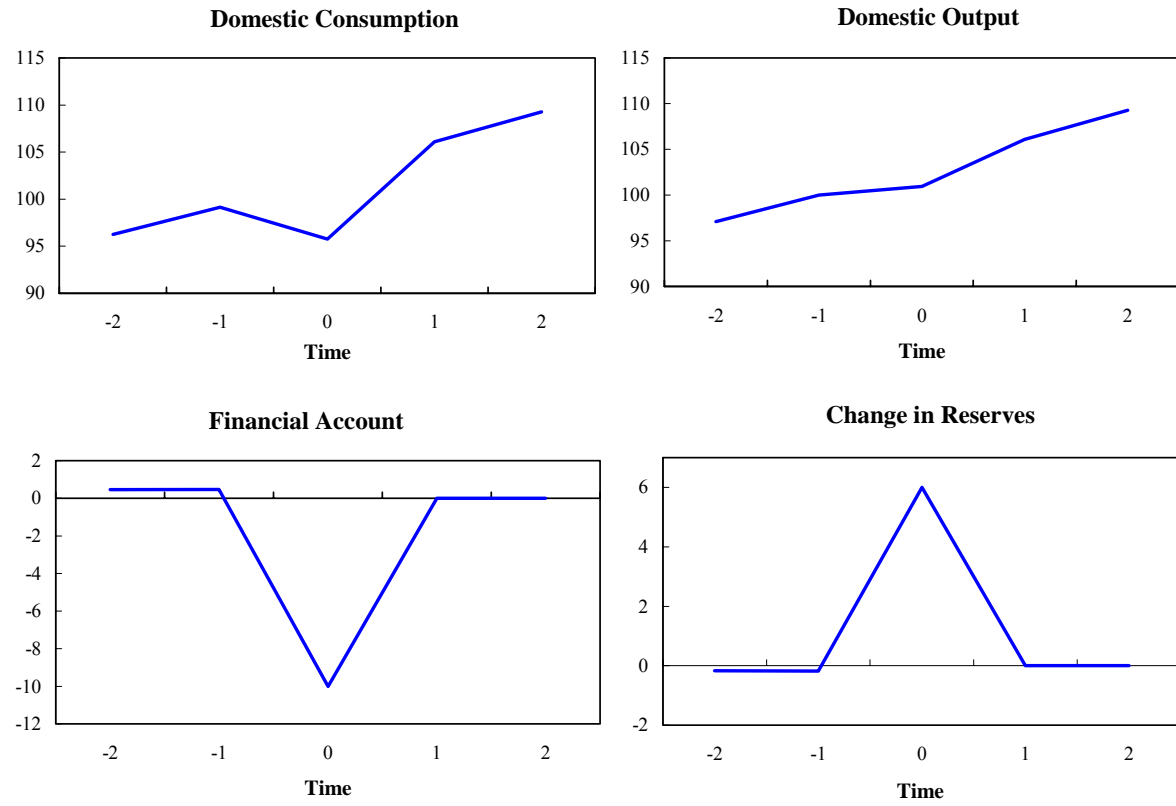 Domestic Consumption
115
110
105
100
95
90
-2 -1 0 1 2
Time
Domestic Output
115
110
105
100
95
90
-2 -1 0 1 2
Time
Financial Account
2
0
-2
-4
-6
-8
-10
-12
-2 -1 0 1 2
Time
Change in Reserves
6
4
2
0
-2
-2 -1 0 1 2
Time